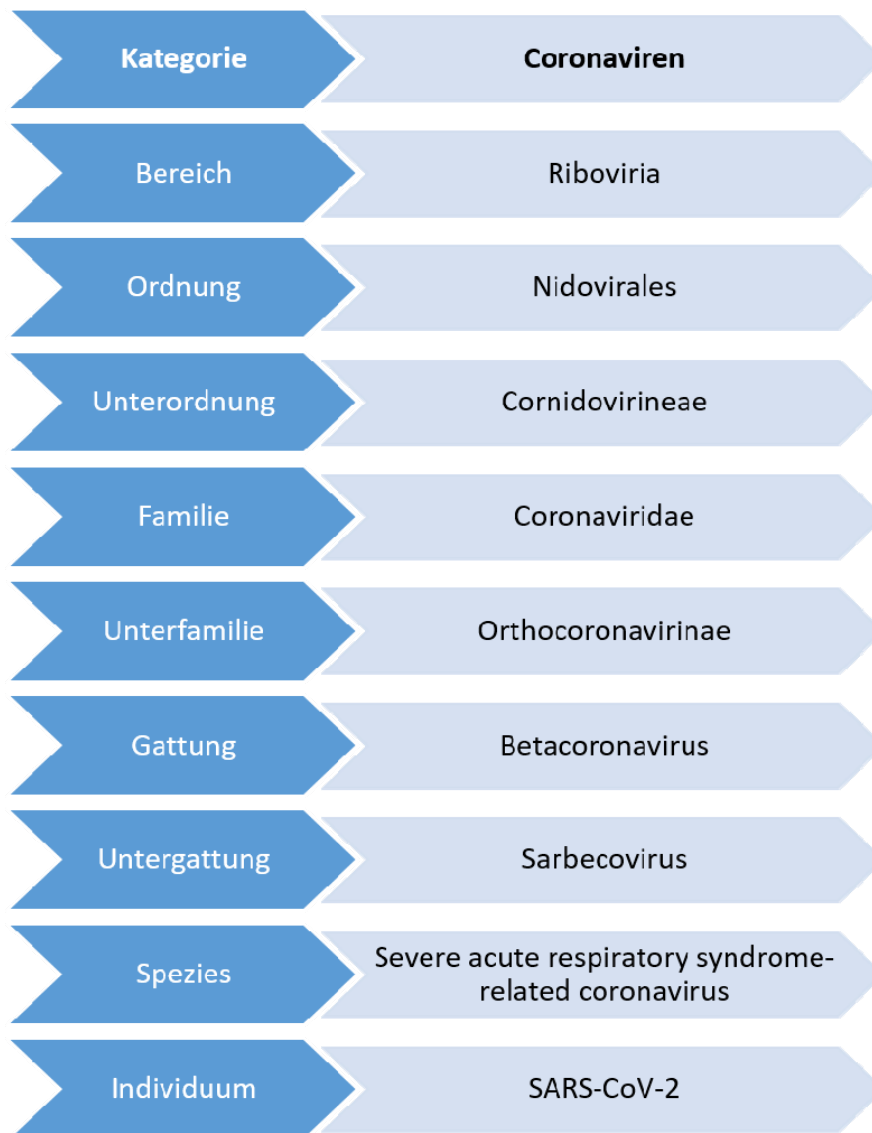 Kategorie Coronaviren
Bereich Riboviria
Ordnung Nidovirales
Unterordnung Cornidovirineae
Familie Coronaviridae
Unterfamilie Orthocoronavirinae
Gattung Betacoronavirus
Untergattung Sarbecovirus
Spezies Severe acute respiratory syndrome-
related coronavirus
Individuum SARS-CoV-2